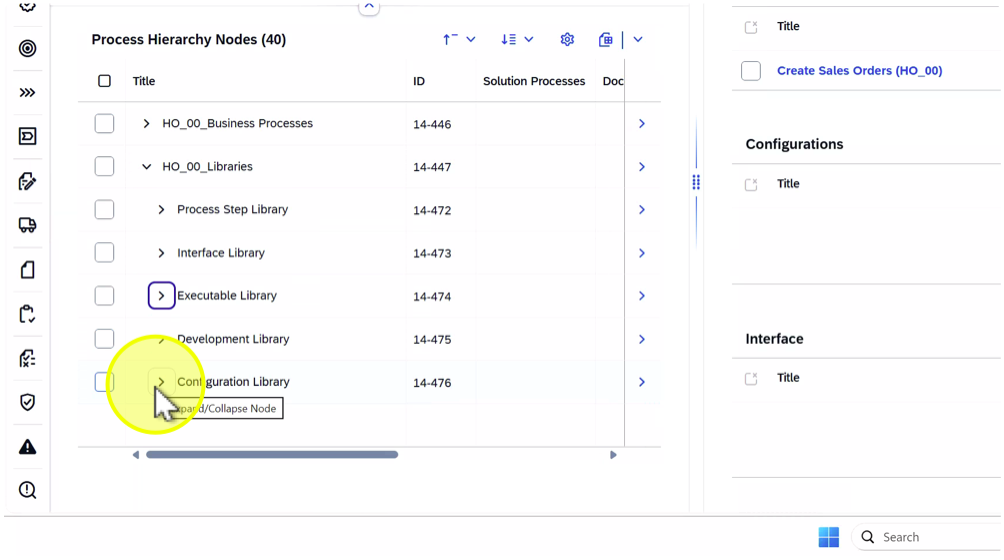 Process Hierarchy Nodes (40)
Title ID Solution Processes Doc
HO_00_Business Processes 14-446
HO_00_Libraries 14-447
Process Step Library 14-472
Interface Library 14-473
Executable Library 14-474
Development Library 14-475
Configuration Library 14-476
Expand/Collapse Node
Title
Create Sales Orders (HO_00)
Configurations
Title
Interface
Title
Search